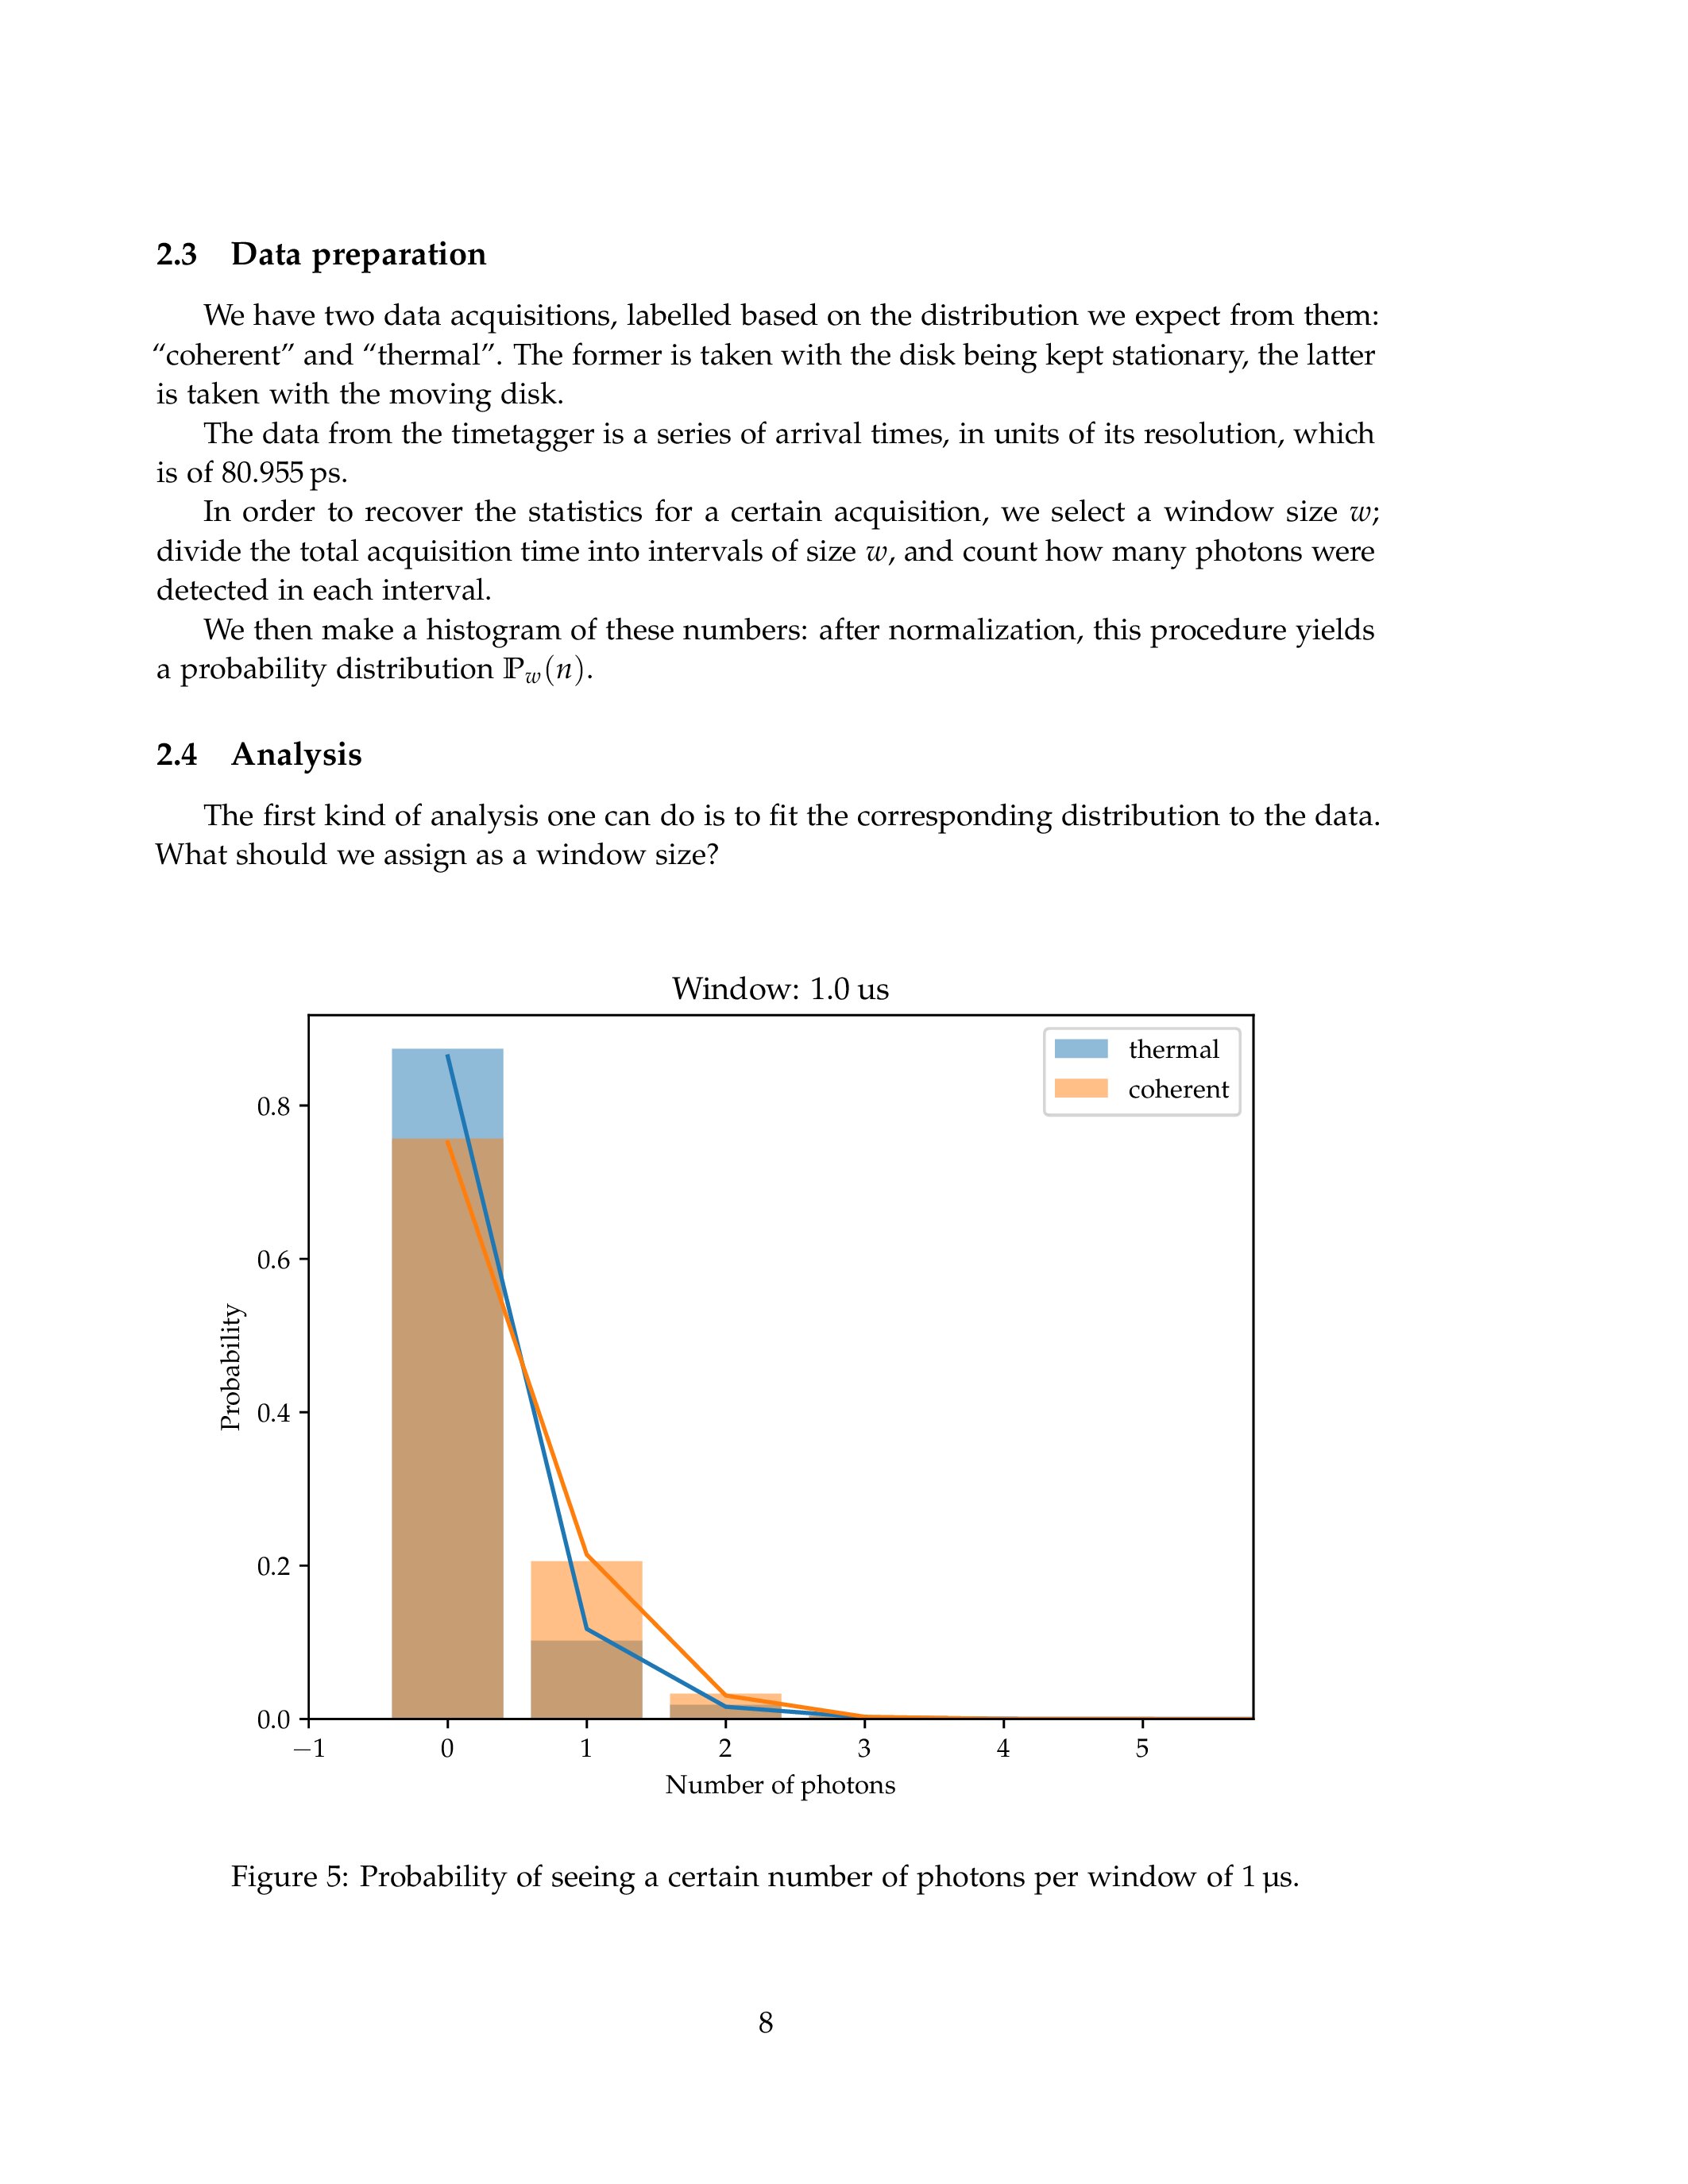 2.3 Data preparation
We have two data acquisitions, labelled based on the distribution we expect from them:
“coherent” and “thermal”. The former is taken with the disk being kept stationary, the latter
is taken with the moving disk.
The data from the timetagger is a series of arrival times, in units of its resolution, which
is of 80.955 ps.
In order to recover the statistics for a certain acquisition, we select a window size w;
divide the total acquisition time into intervals of size w, and count how many photons were
detected in each interval.
We then make a histogram of these numbers: after normalization, this procedure yields
a probability distribution ℙw(n).
2.4 Analysis
The first kind of analysis one can do is to fit the corresponding distribution to the data.
What should we assign as a window size?
Window: 1.0 us
thermal
coherent
0.8
0.6
0.4
0.2
0.0
Probability
−1 0 1 2 3 4 5
Number of photons
Figure 5: Probability of seeing a certain number of photons per window of 1 µs.
8